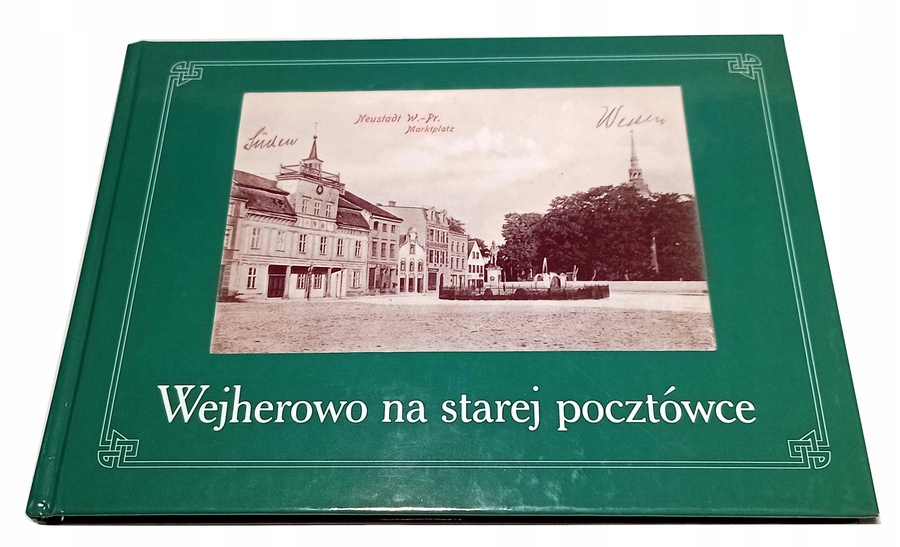 Neustadt W.-Pr.
Marktplatz
Süden
Westen
Wejherowo na starej pocztówce